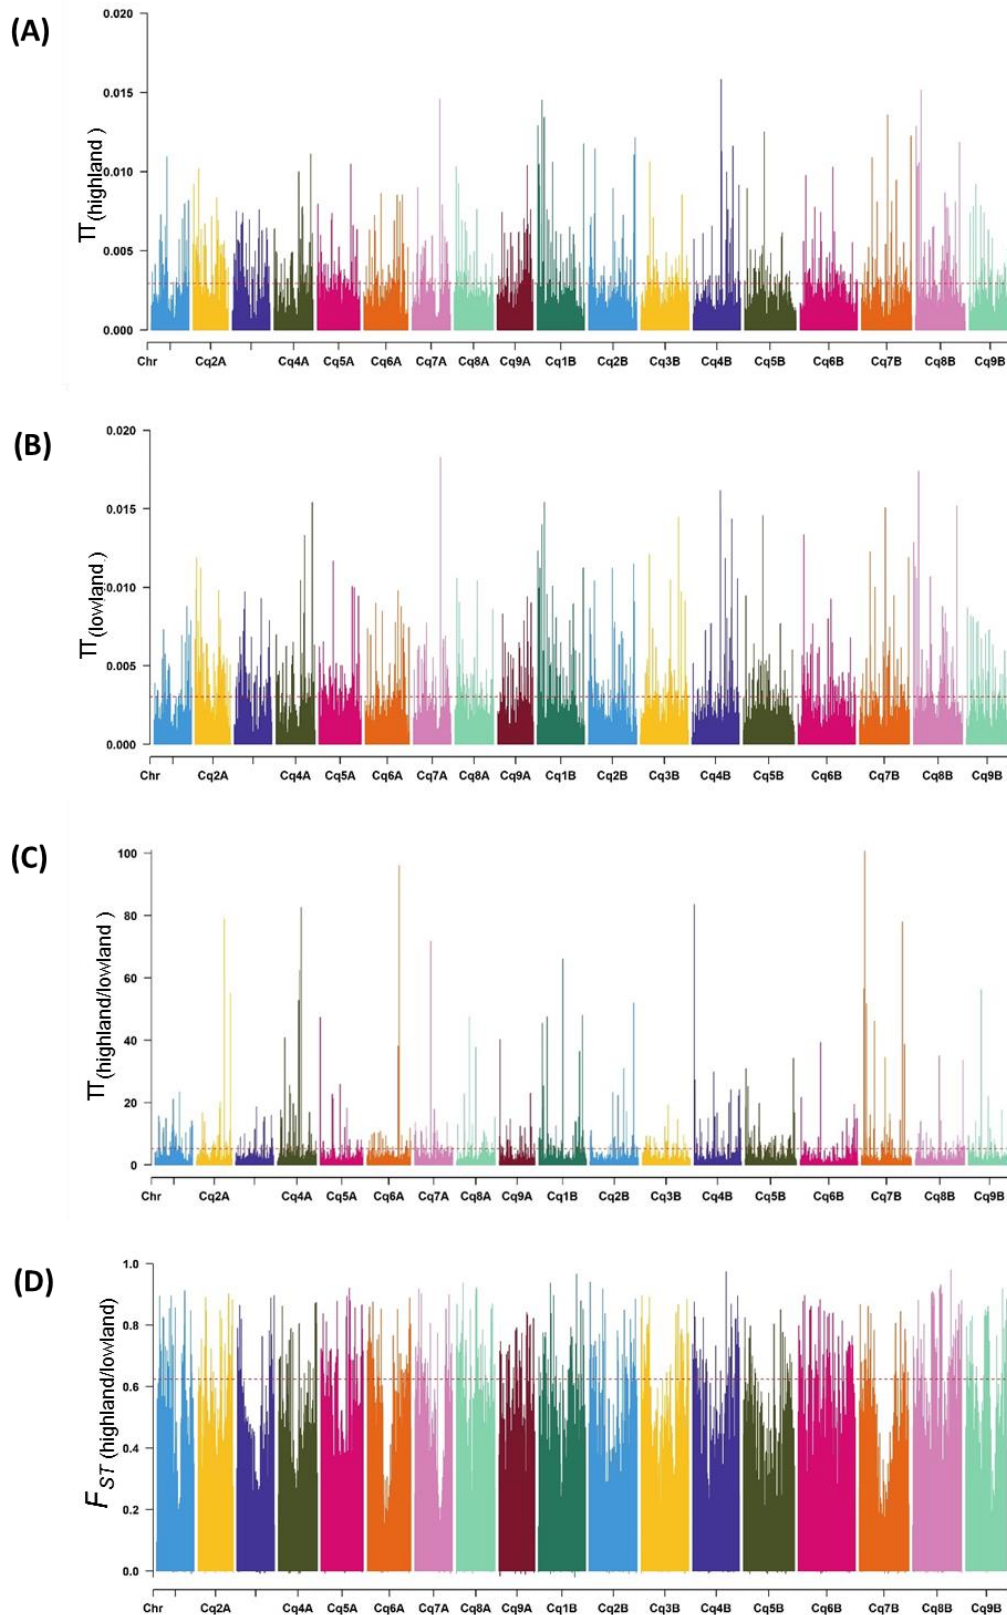 (A)
π(highland )
0.020
0.015
0.010
0.005
0.000
Chr Cq2A Cq4A Cq5A Cq6A Cq7A Cq8A Cq9A Cq1B Cq2B Cq3B Cq4B Cq5B Cq6B Cq7B Cq8B Cq9B
(B)
π(lowland )
0.020
0.015
0.010
0.005
0.000
Chr Cq2A Cq4A Cq5A Cq6A Cq7A Cq8A Cq9A Cq1B Cq2B Cq3B Cq4B Cq5B Cq6B Cq7B Cq8B Cq9B
(C)
π(highland/lowland )
100
80
60
40
20
0
Chr Cq2A Cq4A Cq5A Cq6A Cq7A Cq8A Cq9A Cq1B Cq2B Cq3B Cq4B Cq5B Cq6B Cq7B Cq8B Cq9B
(D)
FST (highland/lowland)
1.0
0.8
0.6
0.4
0.2
0.0
Chr Cq2A Cq4A Cq5A Cq6A Cq7A Cq8A Cq9A Cq1B Cq2B Cq3B Cq4B Cq5B Cq6B Cq7B Cq8B Cq9B